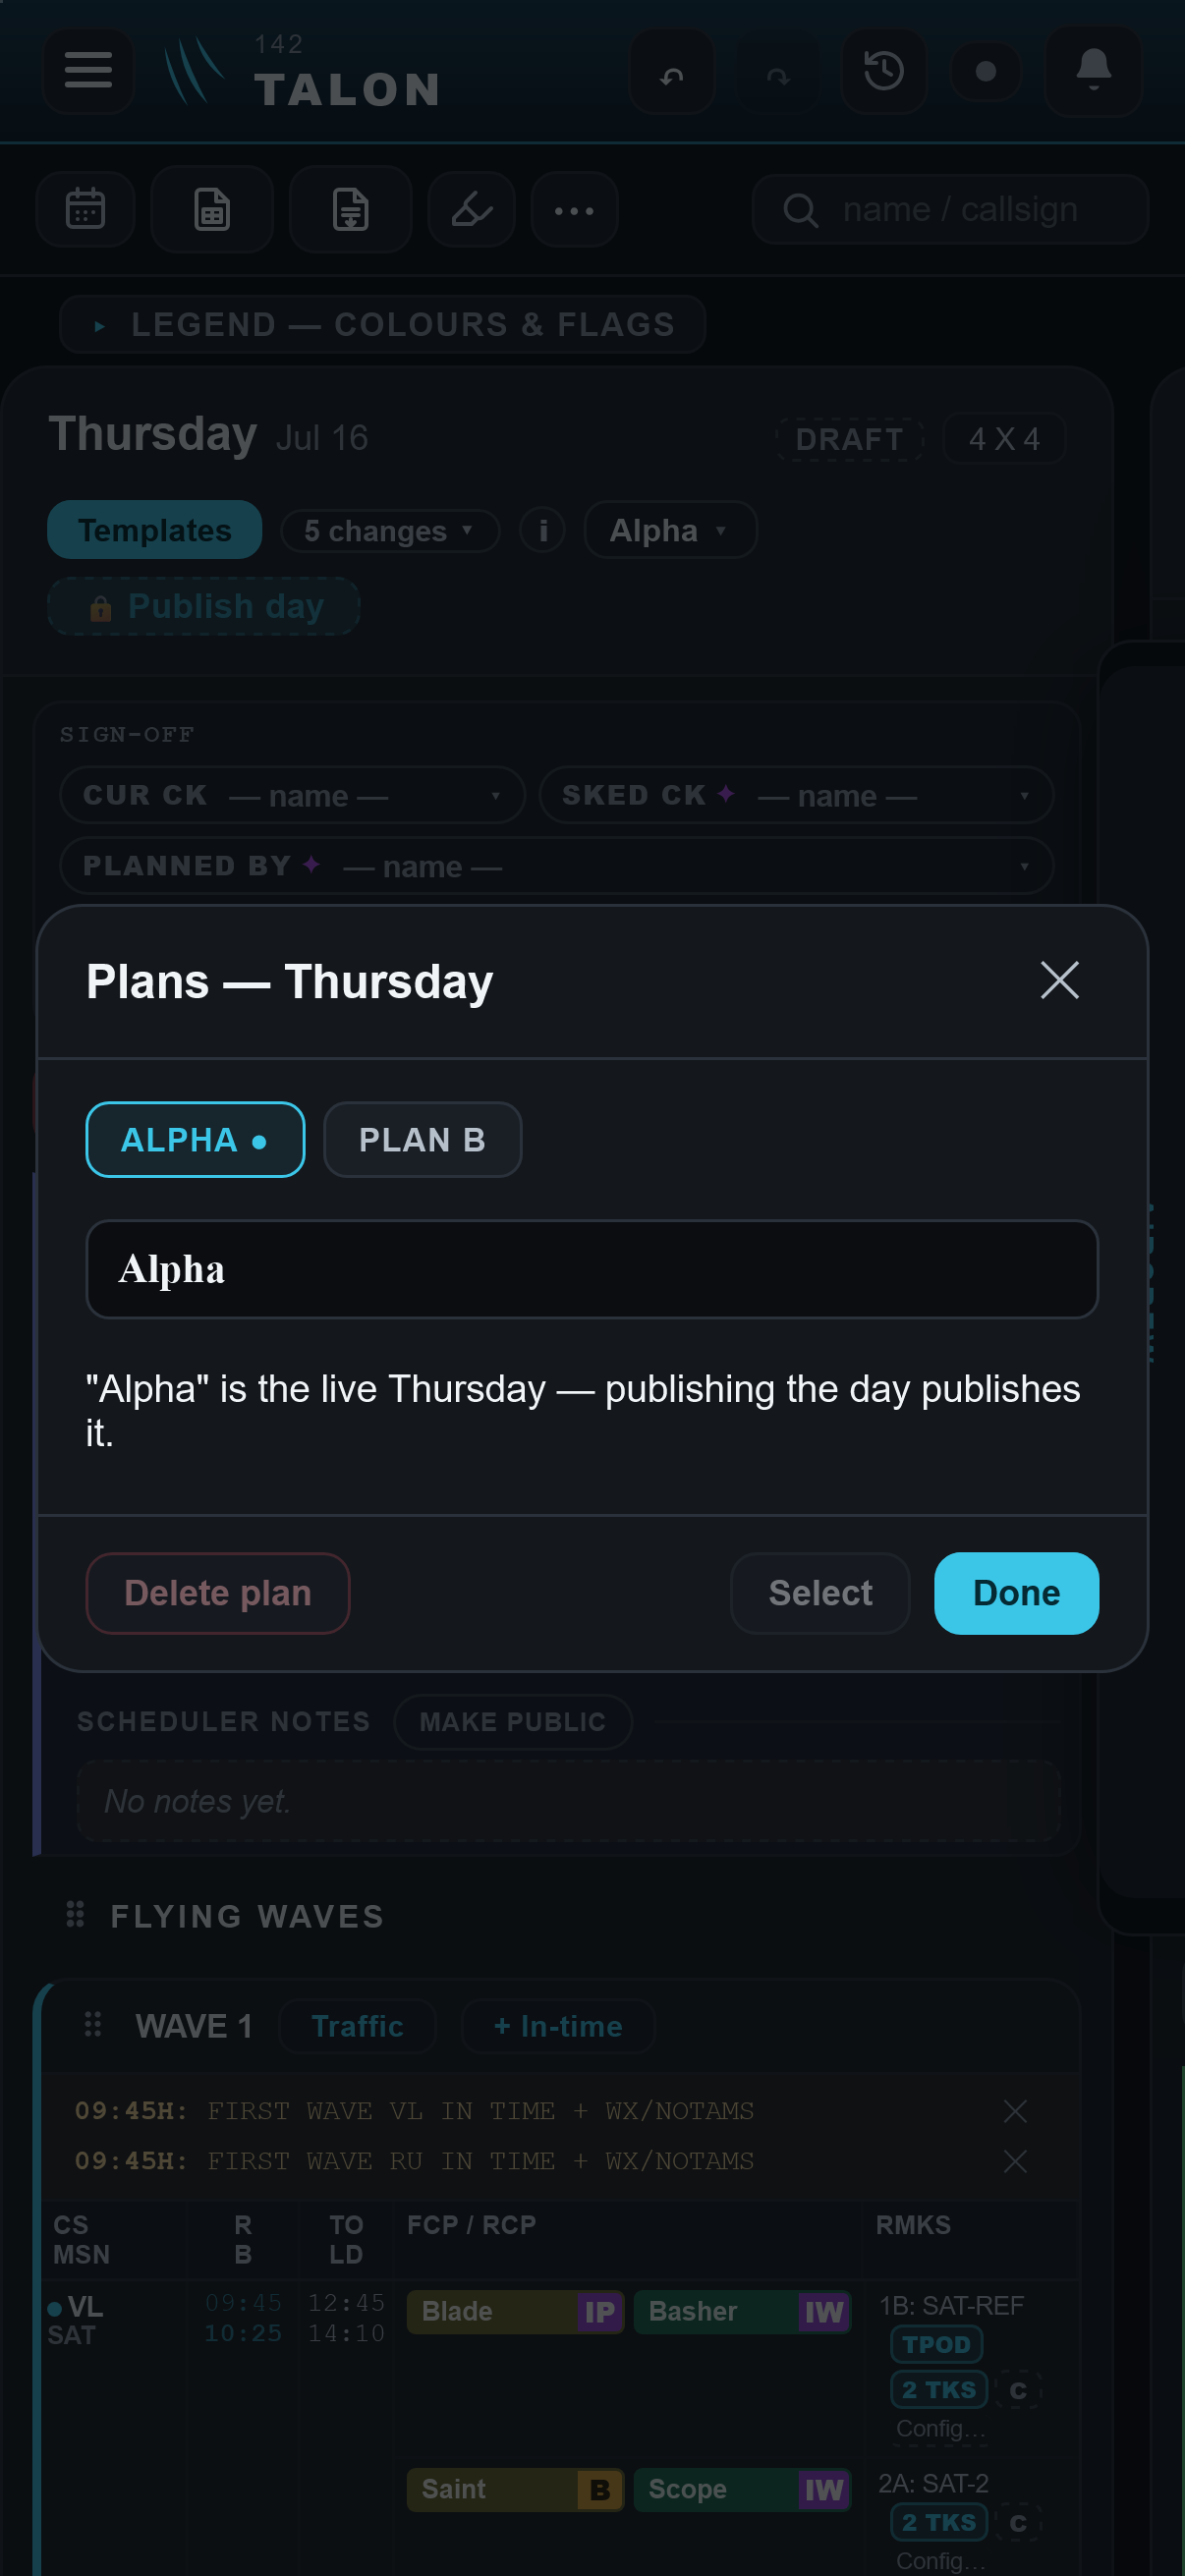 142
TALON
name / callsign
▸ LEGEND — COLOURS & FLAGS
Thursday Jul 16 DRAFT 4 X 4
Templates 5 changes ▾ i Alpha ▾
🔒 Publish day
SIGN-OFF
CUR CK — name — ▾ SKED CK ✦ — name — ▾
PLANNED BY ✦ — name — ▾
Plans — Thursday
ALPHA ● PLAN B
Alpha
"Alpha" is the live Thursday — publishing the day publishes
it.
Delete plan Select Done
SCHEDULER NOTES MAKE PUBLIC
No notes yet.
FLYING WAVES
WAVE 1 Traffic + In-time
09:45H: FIRST WAVE VL IN TIME + WX/NOTAMS
09:45H: FIRST WAVE RU IN TIME + WX/NOTAMS
CS R TO FCP / RCP RMKS
MSN B LD
VL 09:45 12:45 Blade IP Basher IW 1B: SAT-REF
SAT 10:25 14:10
TPOD
2 TKS C
Config...
Saint B Scope IW 2A: SAT-2
2 TKS C
Config...